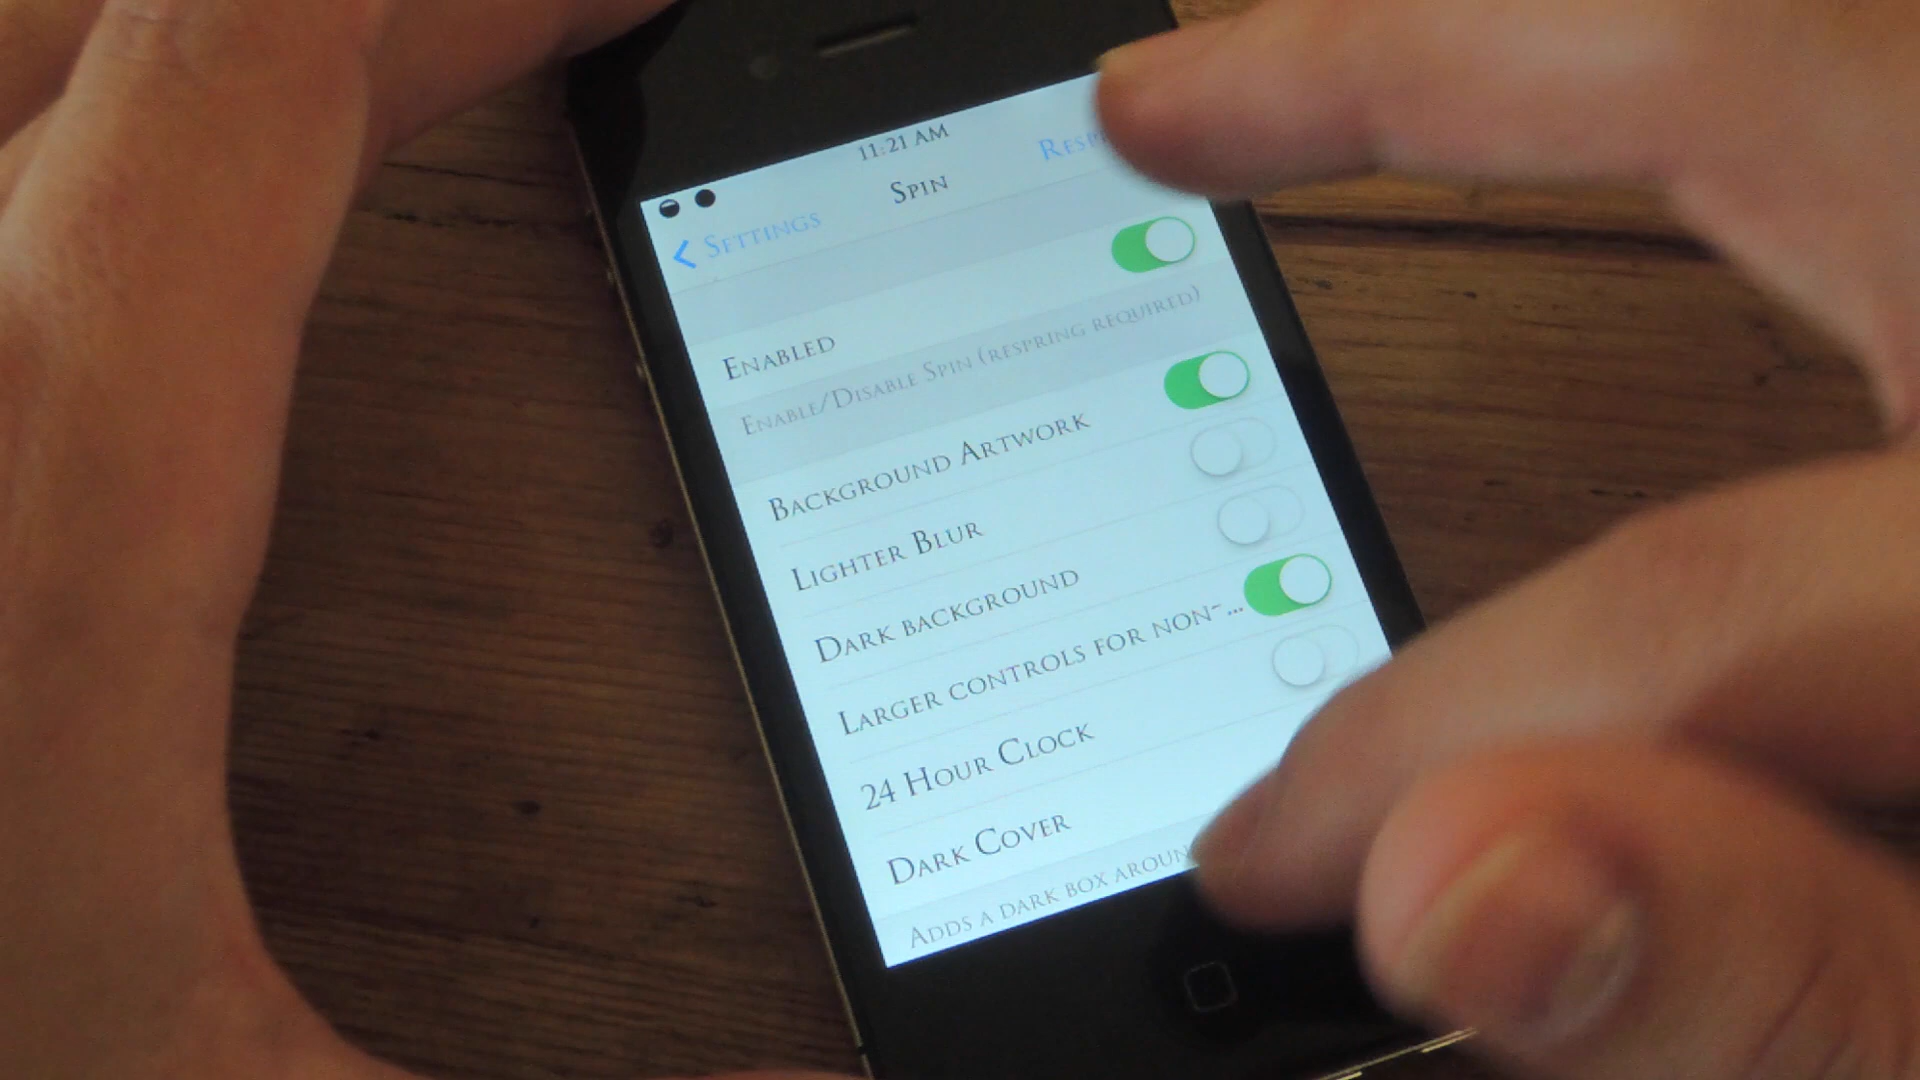 11:21 AM
Settings
Spin
Enabled
Enable/Disable Spin (respring required)
Background Artwork
Lighter Blur
Dark background
Larger controls for non-...
24 Hour Clock
Dark Cover
Adds a dark box